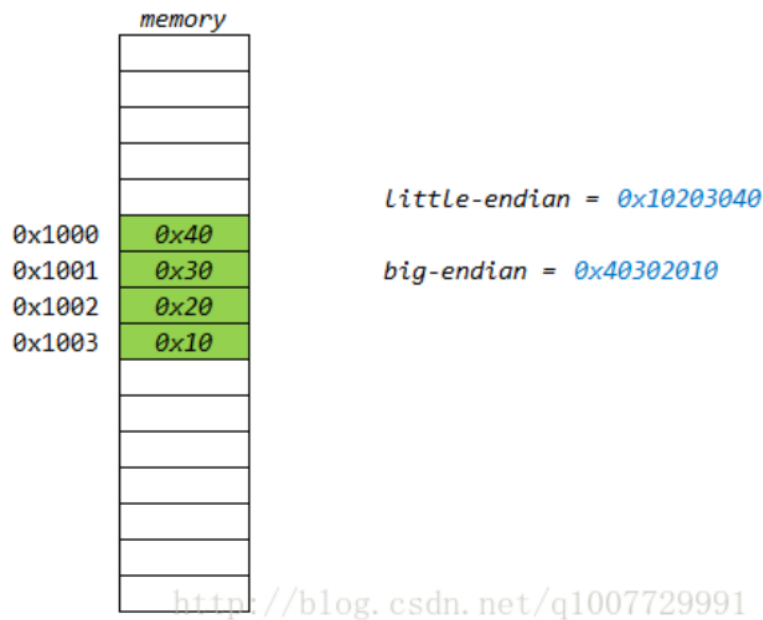 memory
little-endian = 0x10203040
0x1000 0x40
0x1001 0x30
big-endian = 0x40302010
0x1002 0x20
0x1003 0x10
http://blog.csdn.net/q1007729991